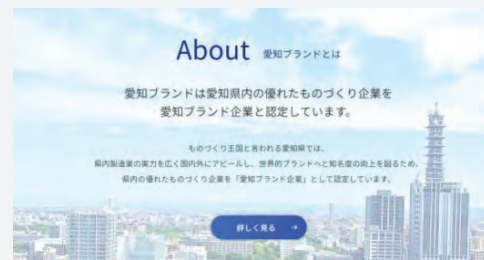 About 愛知ブランドとは
愛知ブランドは愛知県内の優れたものづくり企業を
愛知ブランド企業と認定しています。
ものづくり王国と言われる愛知県では、
県内製造業の実力を広く国内外にアピールし、世界的ブランドへと知名度の向上を図るため、
県内の優れたものづくり企業を「愛知ブランド企業」として認定しています。
詳しく見る →